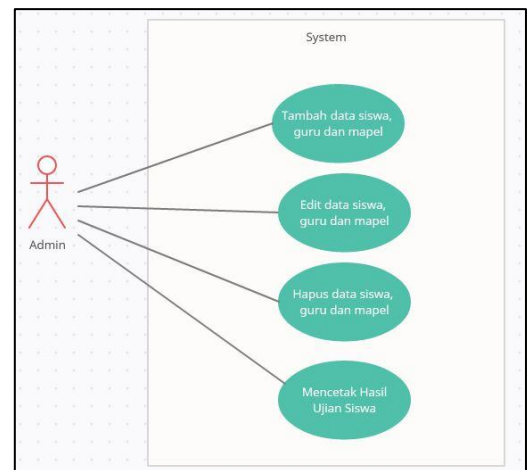 System
Tambah data siswa,
guru dan mapel
Edit data siswa,
guru dan mapel
Admin
Hapus data siswa,
guru dan mapel
Mencetak Hasil
Ujian Siswa